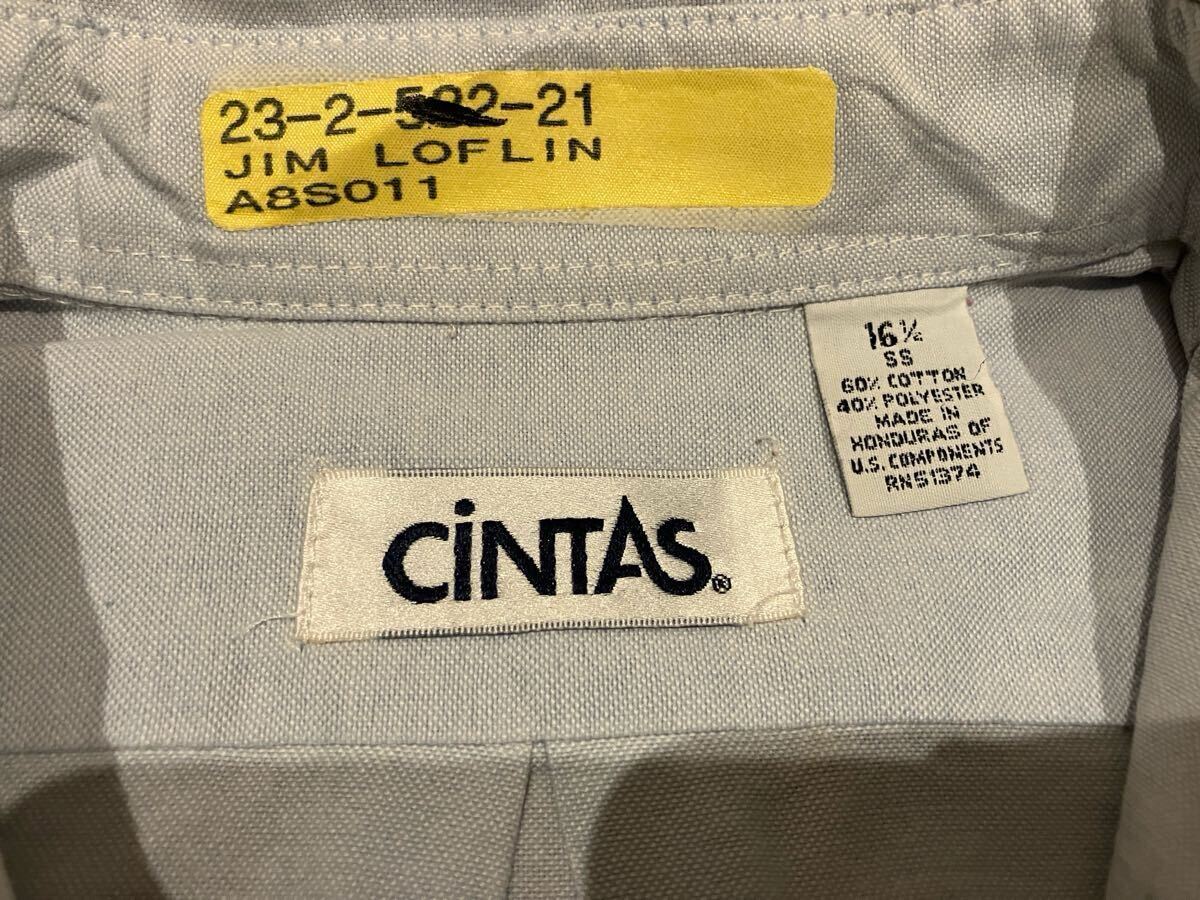 23-2-522-21
JIM LOFLIN
A8S011
16½
SS
60% COTTON
40% POLYESTER
MADE IN
HONDURAS OF
U.S. COMPONENTS
RN51374
CiNTAS®